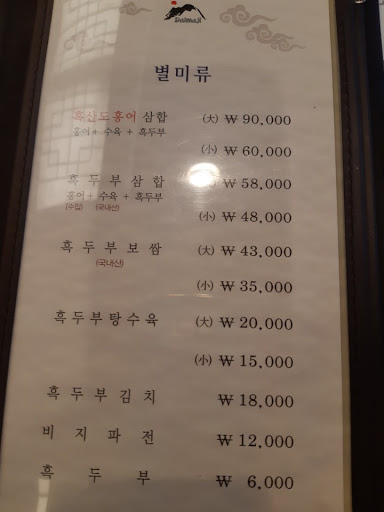 Dalmaji
별미류
흑산도홍어 삼합 (大) ₩ 90,000
홍어 + 수육 + 흑두부
(小) ₩ 60,000
흑두부삼합 ₩ 58,000
홍어 + 수육 + 흑두부
(수입) (국내산)
(小) ₩ 48,000
흑두부보쌈 (大) ₩ 43,000
(국내산)
(小) ₩ 35,000
흑두부탕수육 (大) ₩ 20,000
(小) ₩ 15,000
흑두부김치 ₩ 18,000
비지파전 ₩ 12,000
흑두부 ₩ 6,000